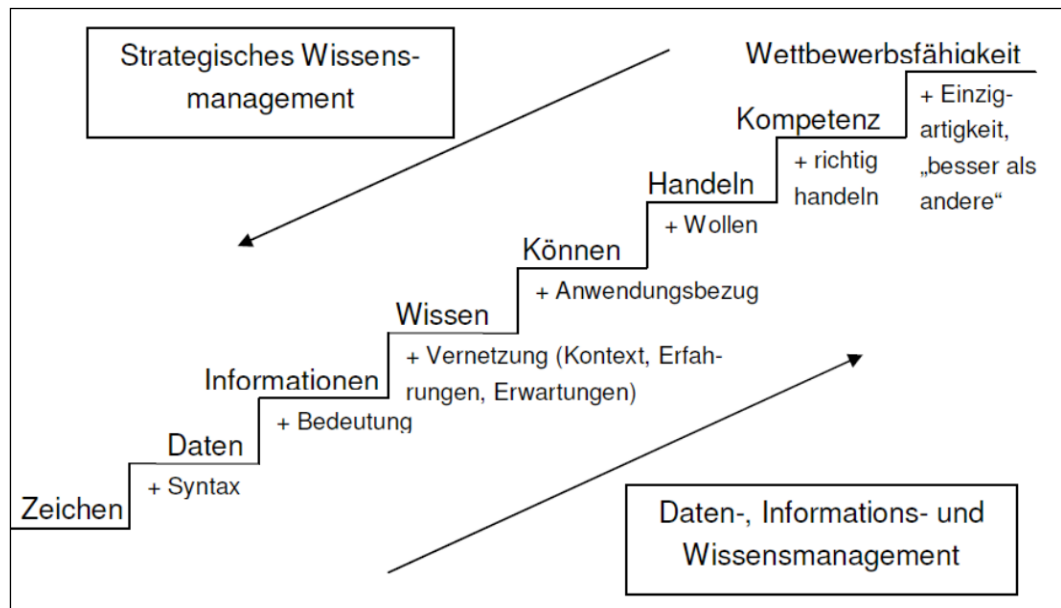 Strategisches Wissens-
management
Wettbewerbsfähigkeit
+ Einzig-
artigkeit,
„besser als
andere“
Kompetenz
+ richtig
handeln
Handeln
+ Wollen
Können
+ Anwendungsbezug
Wissen
+ Vernetzung (Kontext, Erfah-
rungen, Erwartungen)
Informationen
+ Bedeutung
Daten
+ Syntax
Zeichen
Daten-, Informations- und
Wissensmanagement